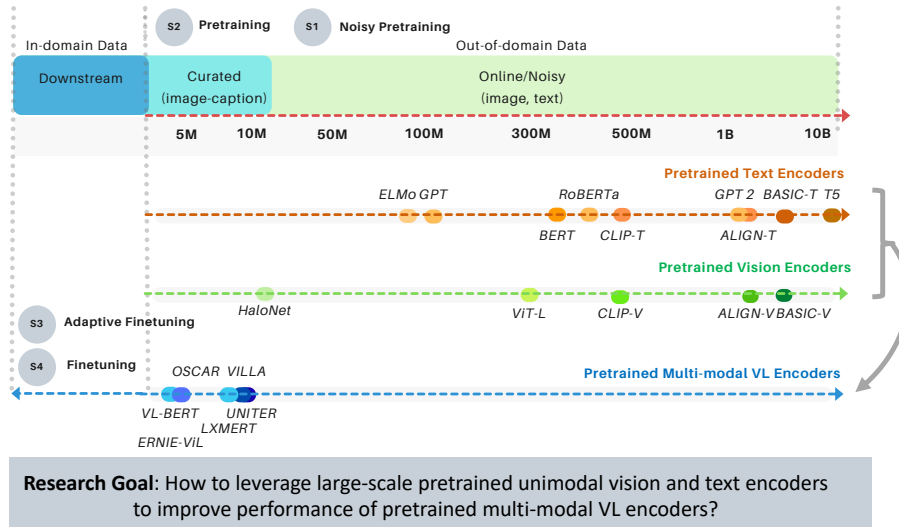 S2 Pretraining S1 Noisy Pretraining
In-domain Data Out-of-domain Data
Downstream Curated Online/Noisy
(image-caption) (image, text)
5M 10M 50M 100M 300M 500M 1B 10B
Pretrained Text Encoders
ELMo GPT RoBERTa GPT 2 BASIC-T T5
BERT CLIP-T ALIGN-T
Pretrained Vision Encoders
HaloNet ViT-L CLIP-V ALIGN-V BASIC-V
S3 Adaptive Finetuning
S4 Finetuning
OSCAR VILLA Pretrained Multi-modal VL Encoders
VL-BERT UNITER
LXMERT
ERNIE-ViL
Research Goal: How to leverage large-scale pretrained unimodal vision and text encoders
to improve performance of pretrained multi-modal VL encoders?